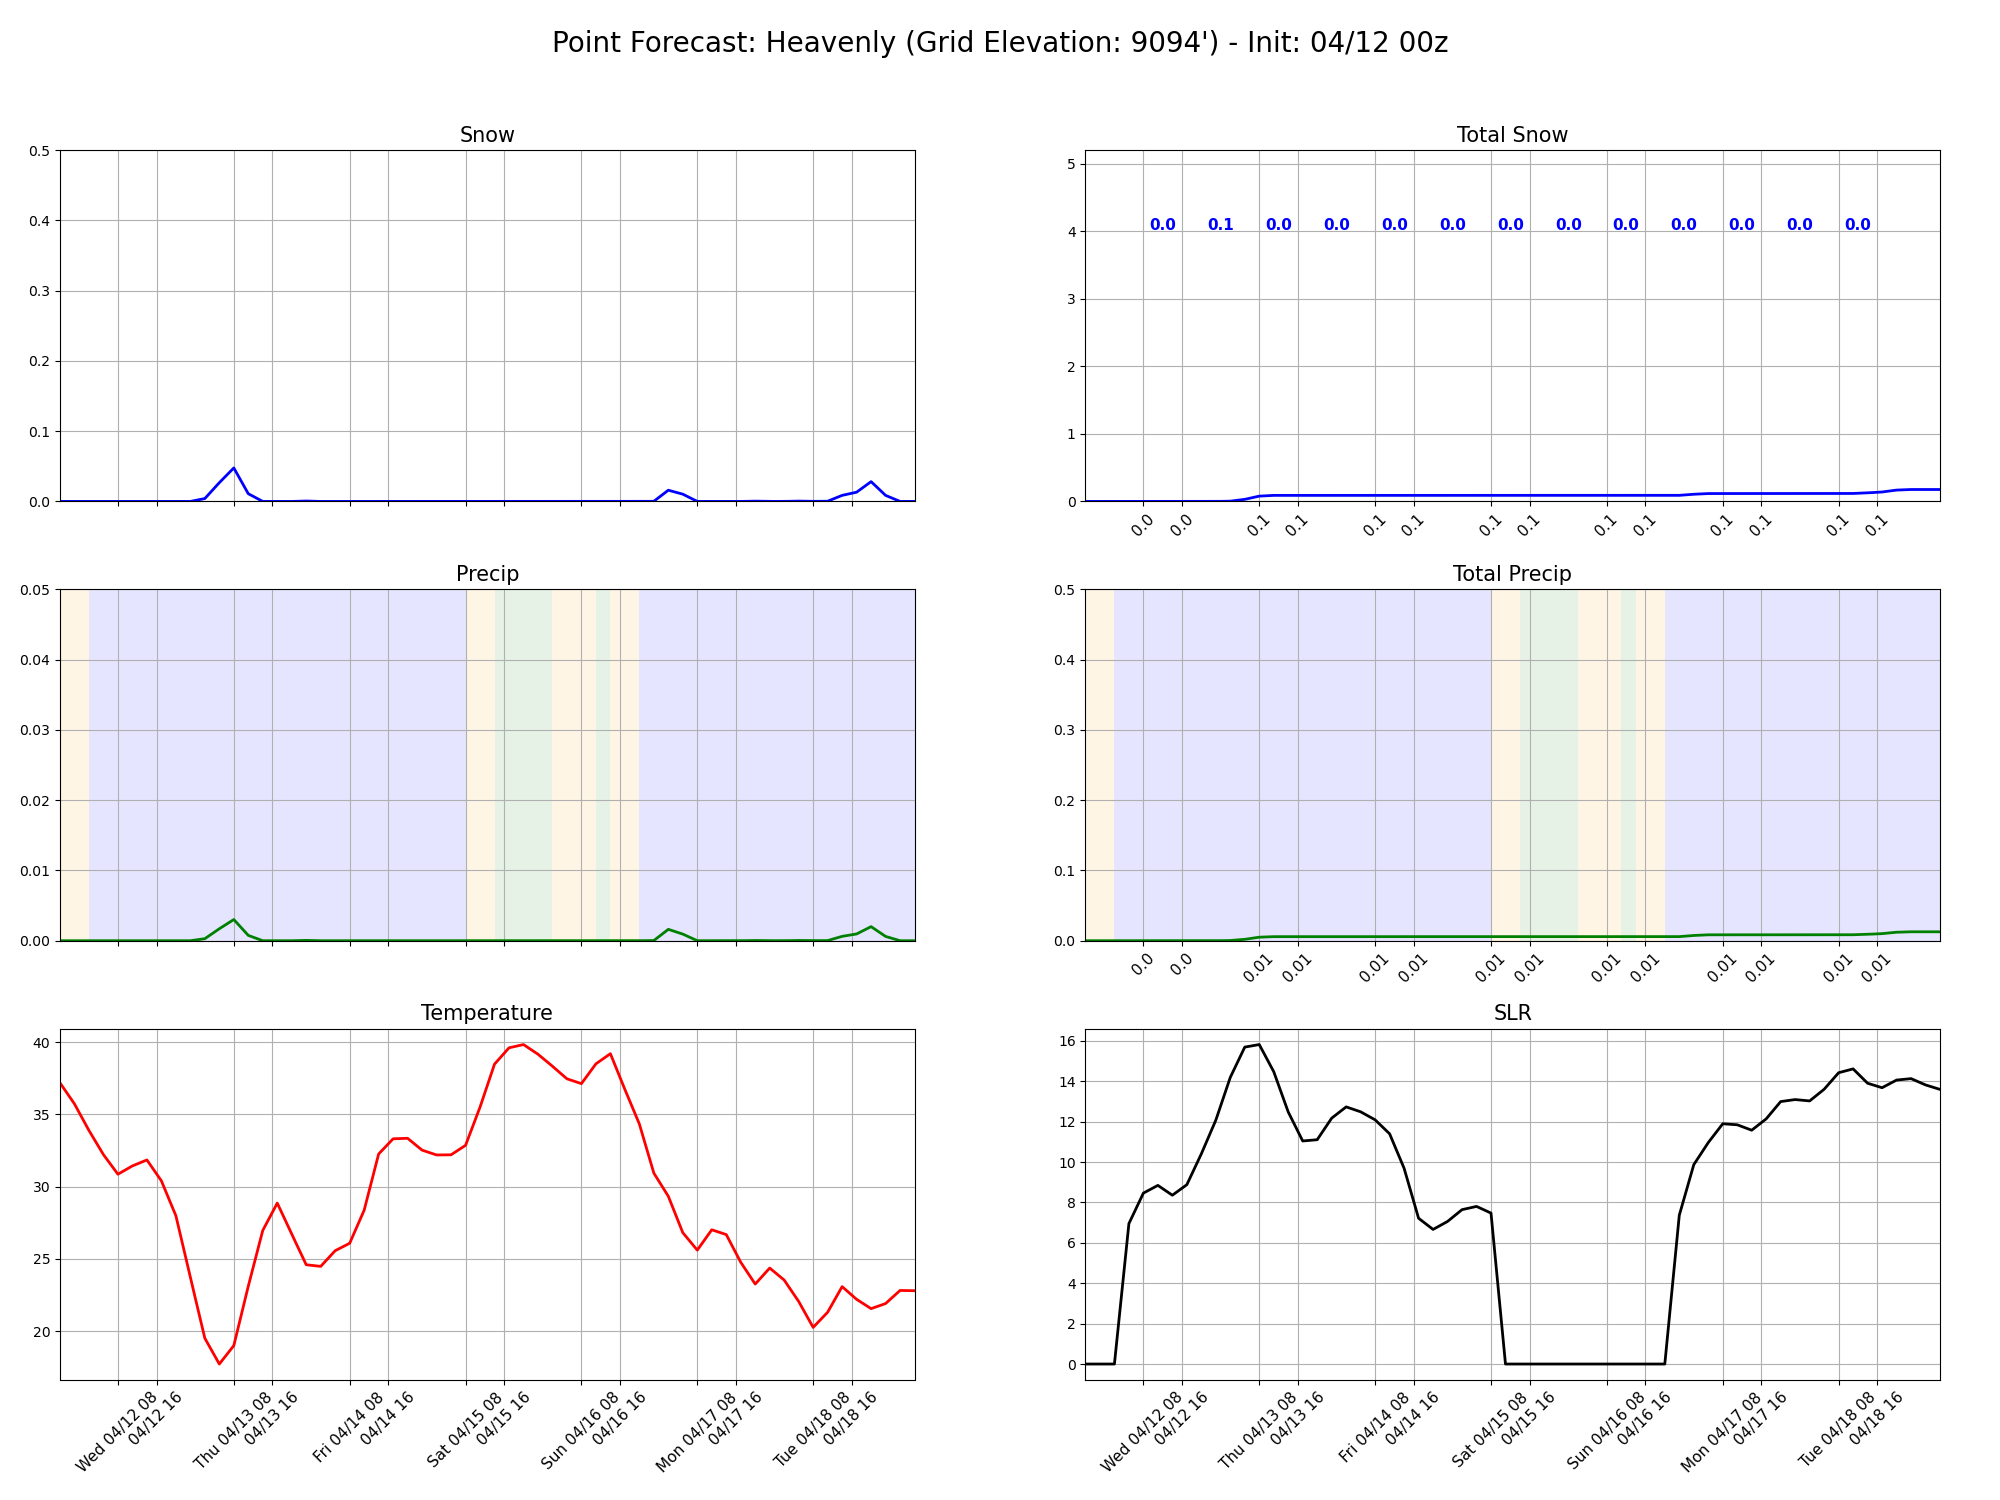 Point Forecast: Heavenly (Grid Elevation: 9094') - Init: 04/12 00z
Snow
0.5
0.4
0.3
0.2
0.1
0.0
Total Snow
5
4
3
2
1
0
0.0 0.1 0.0 0.0 0.0 0.0 0.0 0.0 0.0 0.0 0.0 0.0 0.0
0.0 0.0 0.1 0.1 0.1 0.1 0.1 0.1 0.1 0.1 0.1 0.1 0.1 0.1
Precip
0.05
0.04
0.03
0.02
0.01
0.00
Total Precip
0.5
0.4
0.3
0.2
0.1
0.0
0.0 0.0 0.01 0.01 0.01 0.01 0.01 0.01 0.01 0.01 0.01 0.01 0.01 0.01
Temperature
40
35
30
25
20
Wed 04/12 08
04/12 16
Thu 04/13 08
04/13 16
Fri 04/14 08
04/14 16
Sat 04/15 08
04/15 16
Sun 04/16 08
04/16 16
Mon 04/17 08
04/17 16
Tue 04/18 08
04/18 16
SLR
16
14
12
10
8
6
4
2
0
Wed 04/12 08
04/12 16
Thu 04/13 08
04/13 16
Fri 04/14 08
04/14 16
Sat 04/15 08
04/15 16
Sun 04/16 08
04/16 16
Mon 04/17 08
04/17 16
Tue 04/18 08
04/18 16